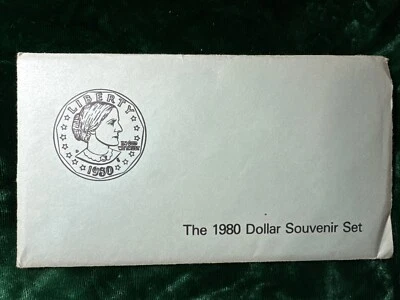 LIBERTY
1980
The 1980 Dollar Souvenir Set